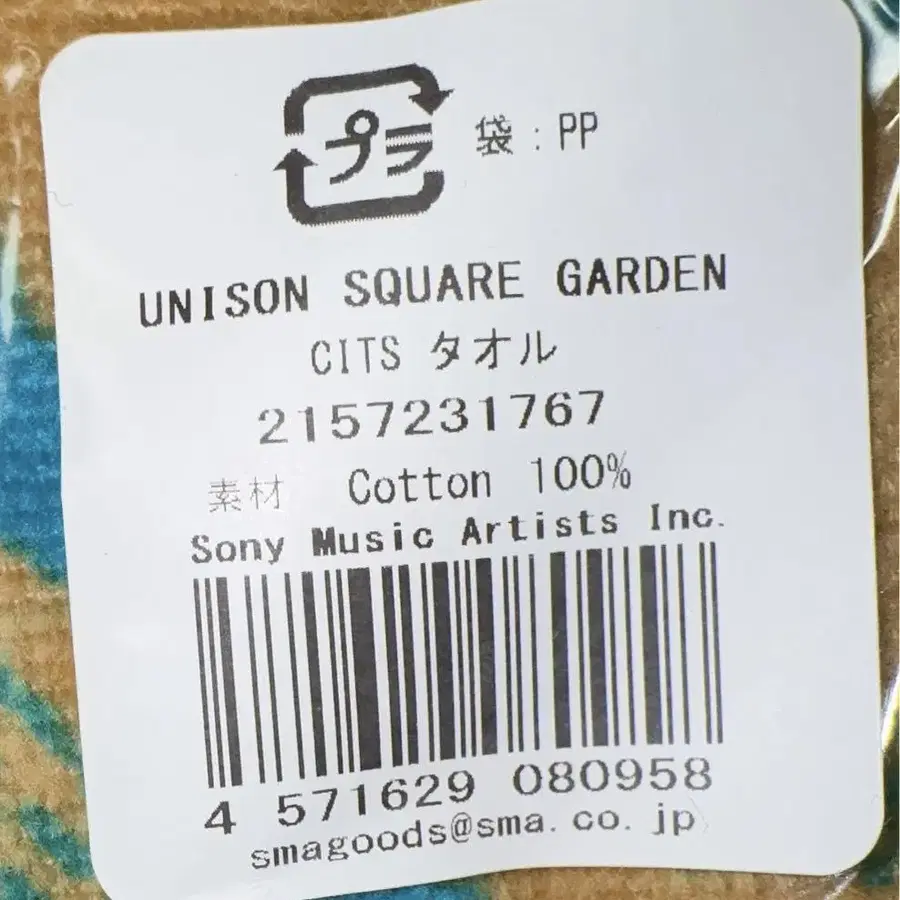 プラ 袋:PP
UNISON SQUARE GARDEN
CITS タオル
2157231767
素材 Cotton 100%
Sony Music Artists Inc.
4 571629 080958
smagoods@sma.co.jp